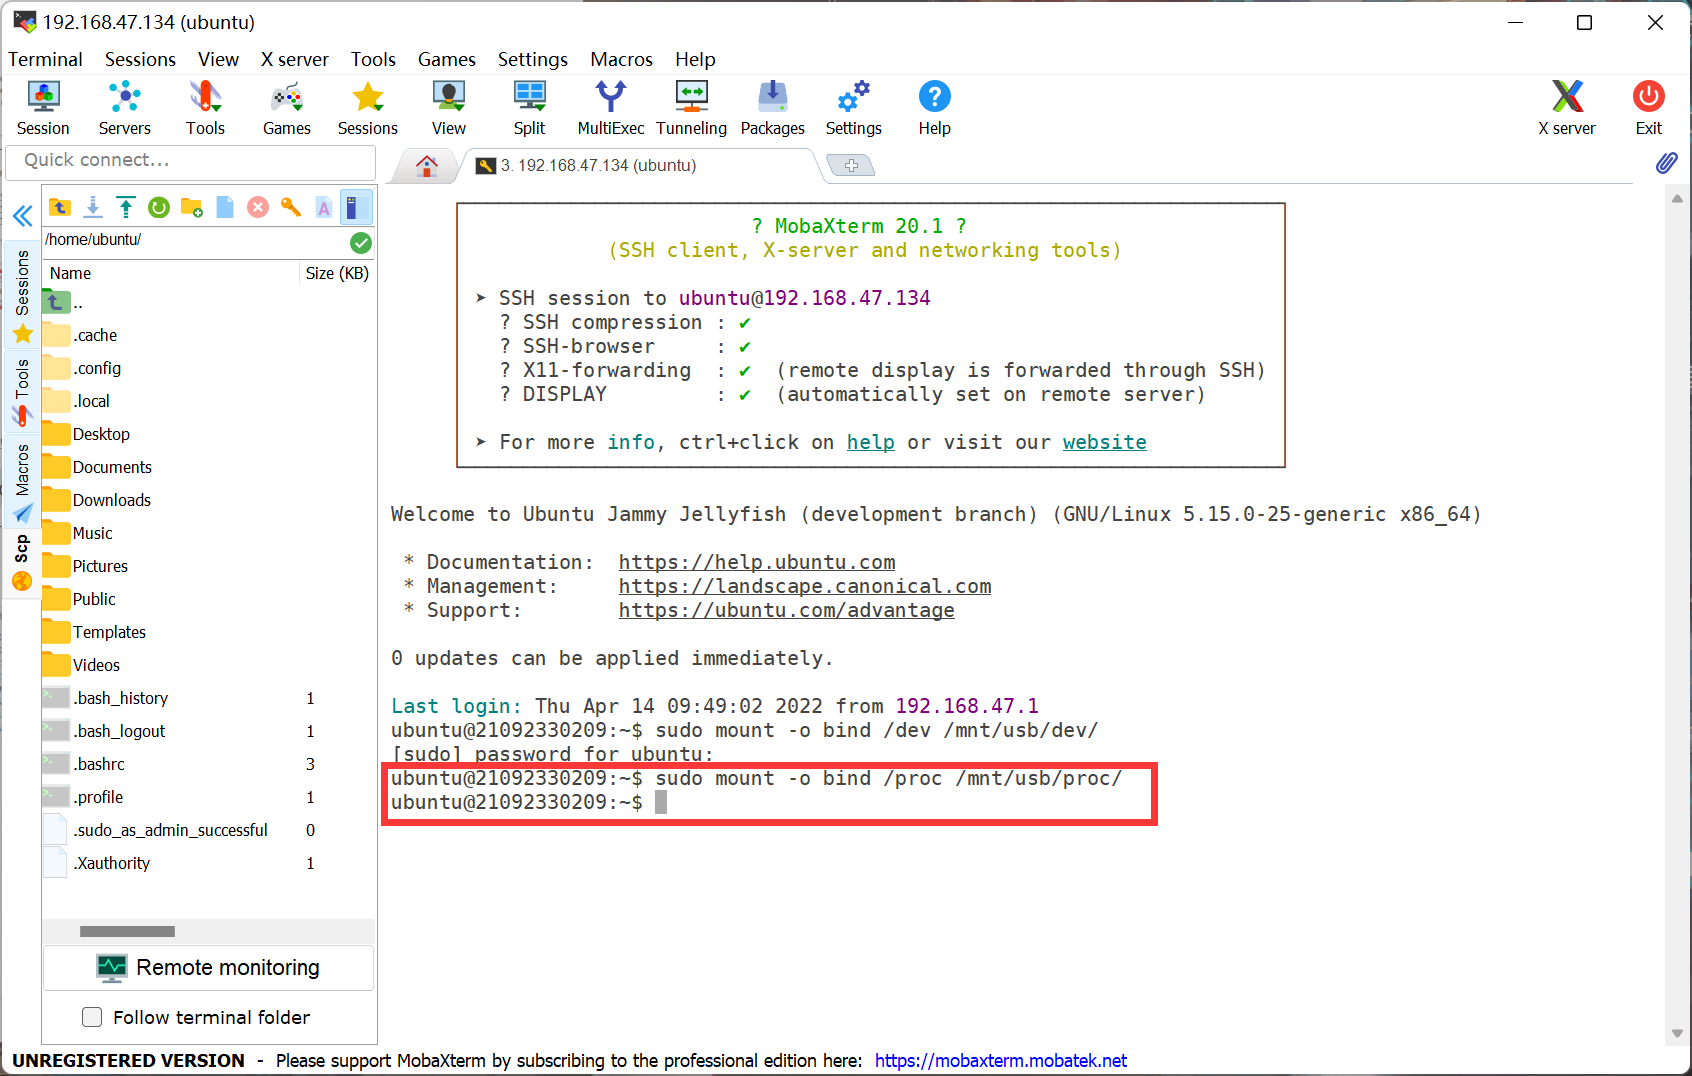 192.168.47.134 (ubuntu)
Terminal Sessions View X server Tools Games Settings Macros Help
Session Servers Tools Games Sessions View Split MultiExec Tunneling Packages Settings Help X server Exit
Quick connect...
3. 192.168.47.134 (ubuntu)
/home/ubuntu/
Name Size (KB)
..
.cache
.config
.local
Desktop
Documents
Downloads
Music
Pictures
Public
Templates
Videos
.bash_history 1
.bash_logout 1
.bashrc 3
.profile 1
.sudo_as_admin_successful 0
.Xauthority 1
Sessions
Tools
Macros
Scp
Remote monitoring
Follow terminal folder
? MobaXterm 20.1 ?
(SSH client, X-server and networking tools)
➤ SSH session to ubuntu@192.168.47.134
? SSH compression : ✔
? SSH-browser : ✔
? X11-forwarding : ✔ (remote display is forwarded through SSH)
? DISPLAY : ✔ (automatically set on remote server)
➤ For more info, ctrl+click on help or visit our website
Welcome to Ubuntu Jammy Jellyfish (development branch) (GNU/Linux 5.15.0-25-generic x86_64)
* Documentation: https://help.ubuntu.com
* Management: https://landscape.canonical.com
* Support: https://ubuntu.com/advantage
0 updates can be applied immediately.
Last login: Thu Apr 14 09:49:02 2022 from 192.168.47.1
ubuntu@21092330209:~$ sudo mount -o bind /dev /mnt/usb/dev/
[sudo] password for ubuntu:
ubuntu@21092330209:~$ sudo mount -o bind /proc /mnt/usb/proc/
ubuntu@21092330209:~$
UNREGISTERED VERSION - Please support MobaXterm by subscribing to the professional edition here: https://mobaxterm.mobatek.net